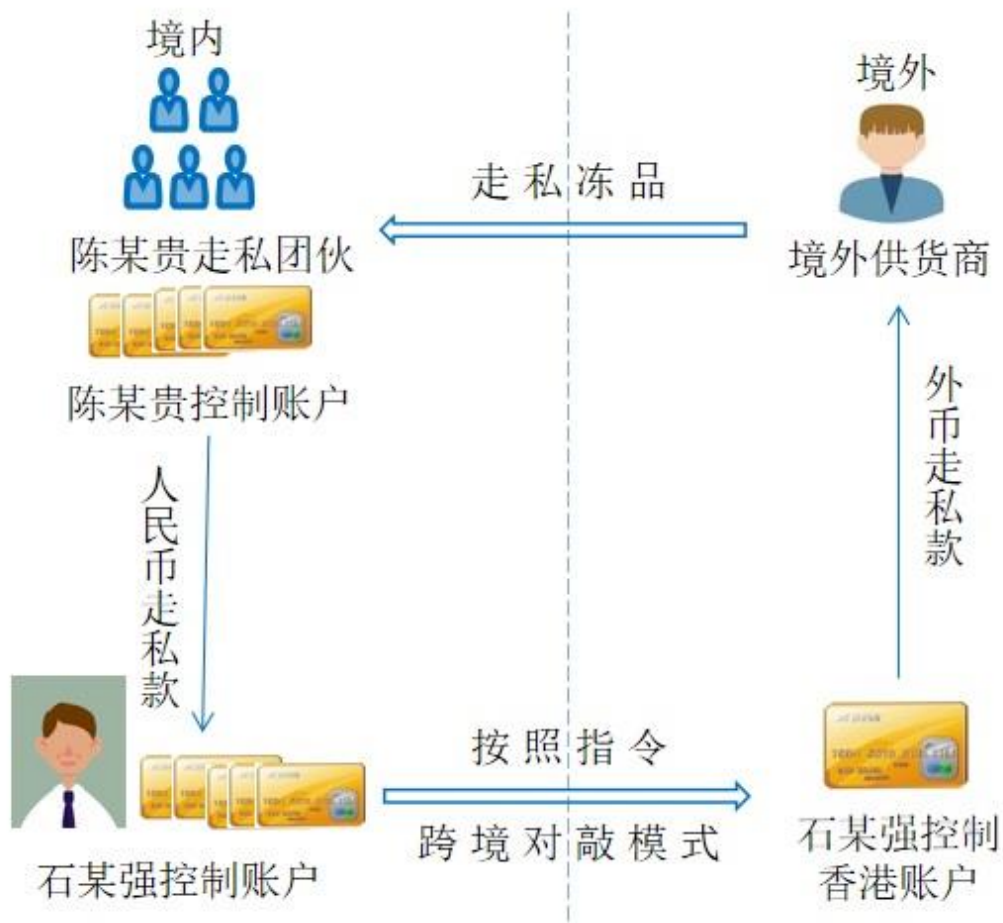 境内
境外
走私冻品
陈某贵走私团伙
境外供货商
陈某贵控制账户
人民币走私款
外币走私款
按照指令
跨境对敲模式
石某强控制账户
石某强控制
香港账户